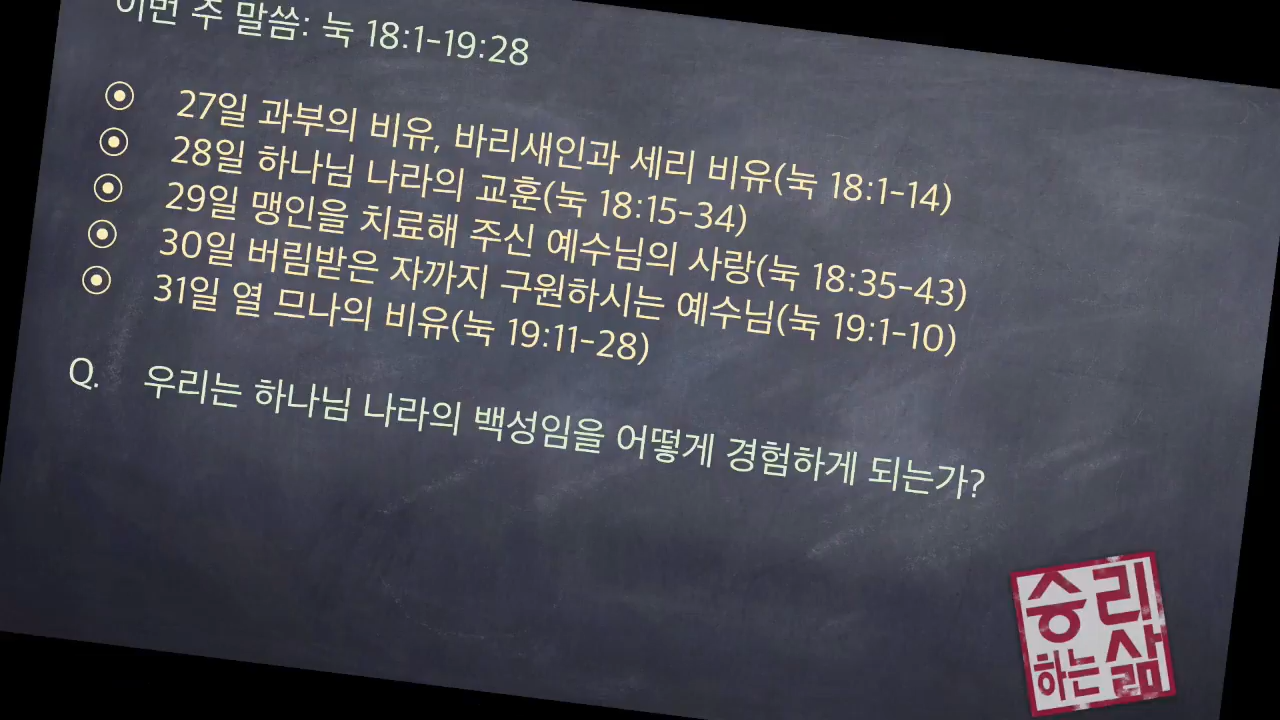 이번 주 말씀: 눅 18:1-19:28
27일 과부의 비유, 바리새인과 세리 비유(눅 18:1-14)
28일 하나님 나라의 교훈(눅 18:15-34)
29일 맹인을 치료해 주신 예수님의 사랑(눅 18:35-43)
30일 버림받은 자까지 구원하시는 예수님(눅 19:1-10)
31일 열 므나의 비유(눅 19:11-28)
Q. 우리는 하나님 나라의 백성임을 어떻게 경험하게 되는가?
승리
하는 삶